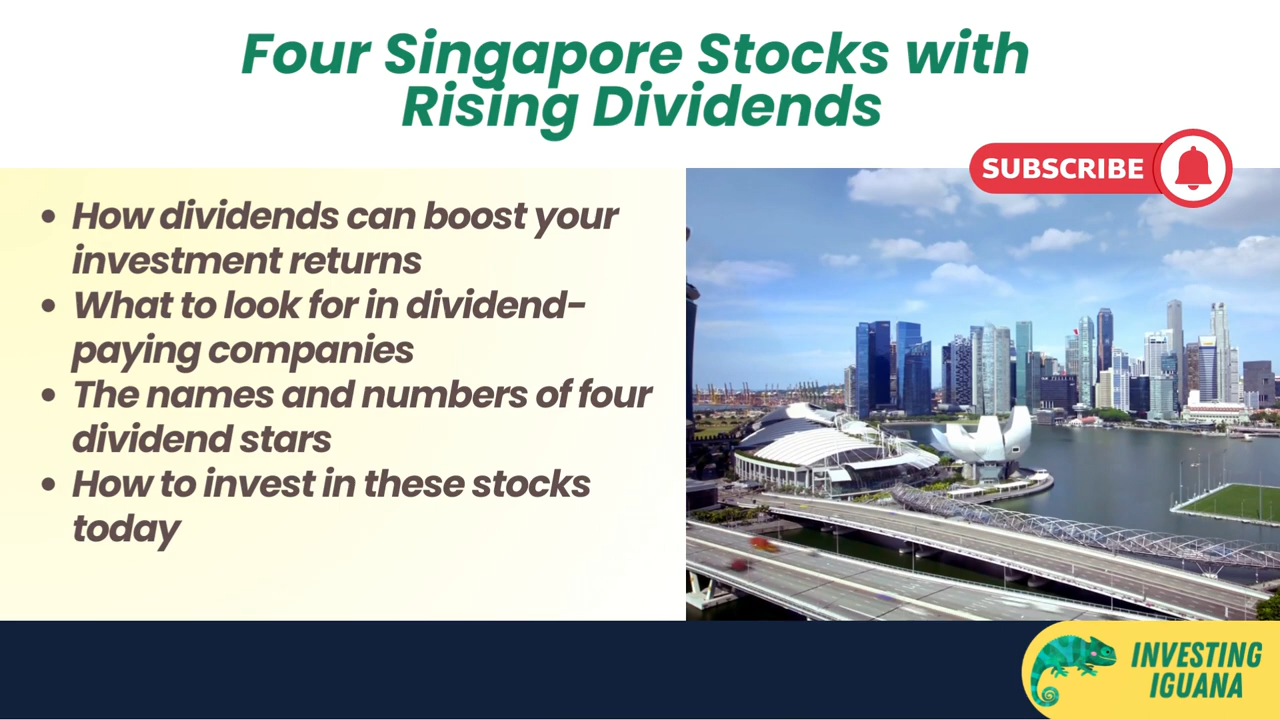 Four Singapore Stocks with
Rising Dividends
SUBSCRIBE
• How dividends can boost your
investment returns
• What to look for in dividend-
paying companies
• The names and numbers of four
dividend stars
• How to invest in these stocks
today
INVESTING
IGUANA